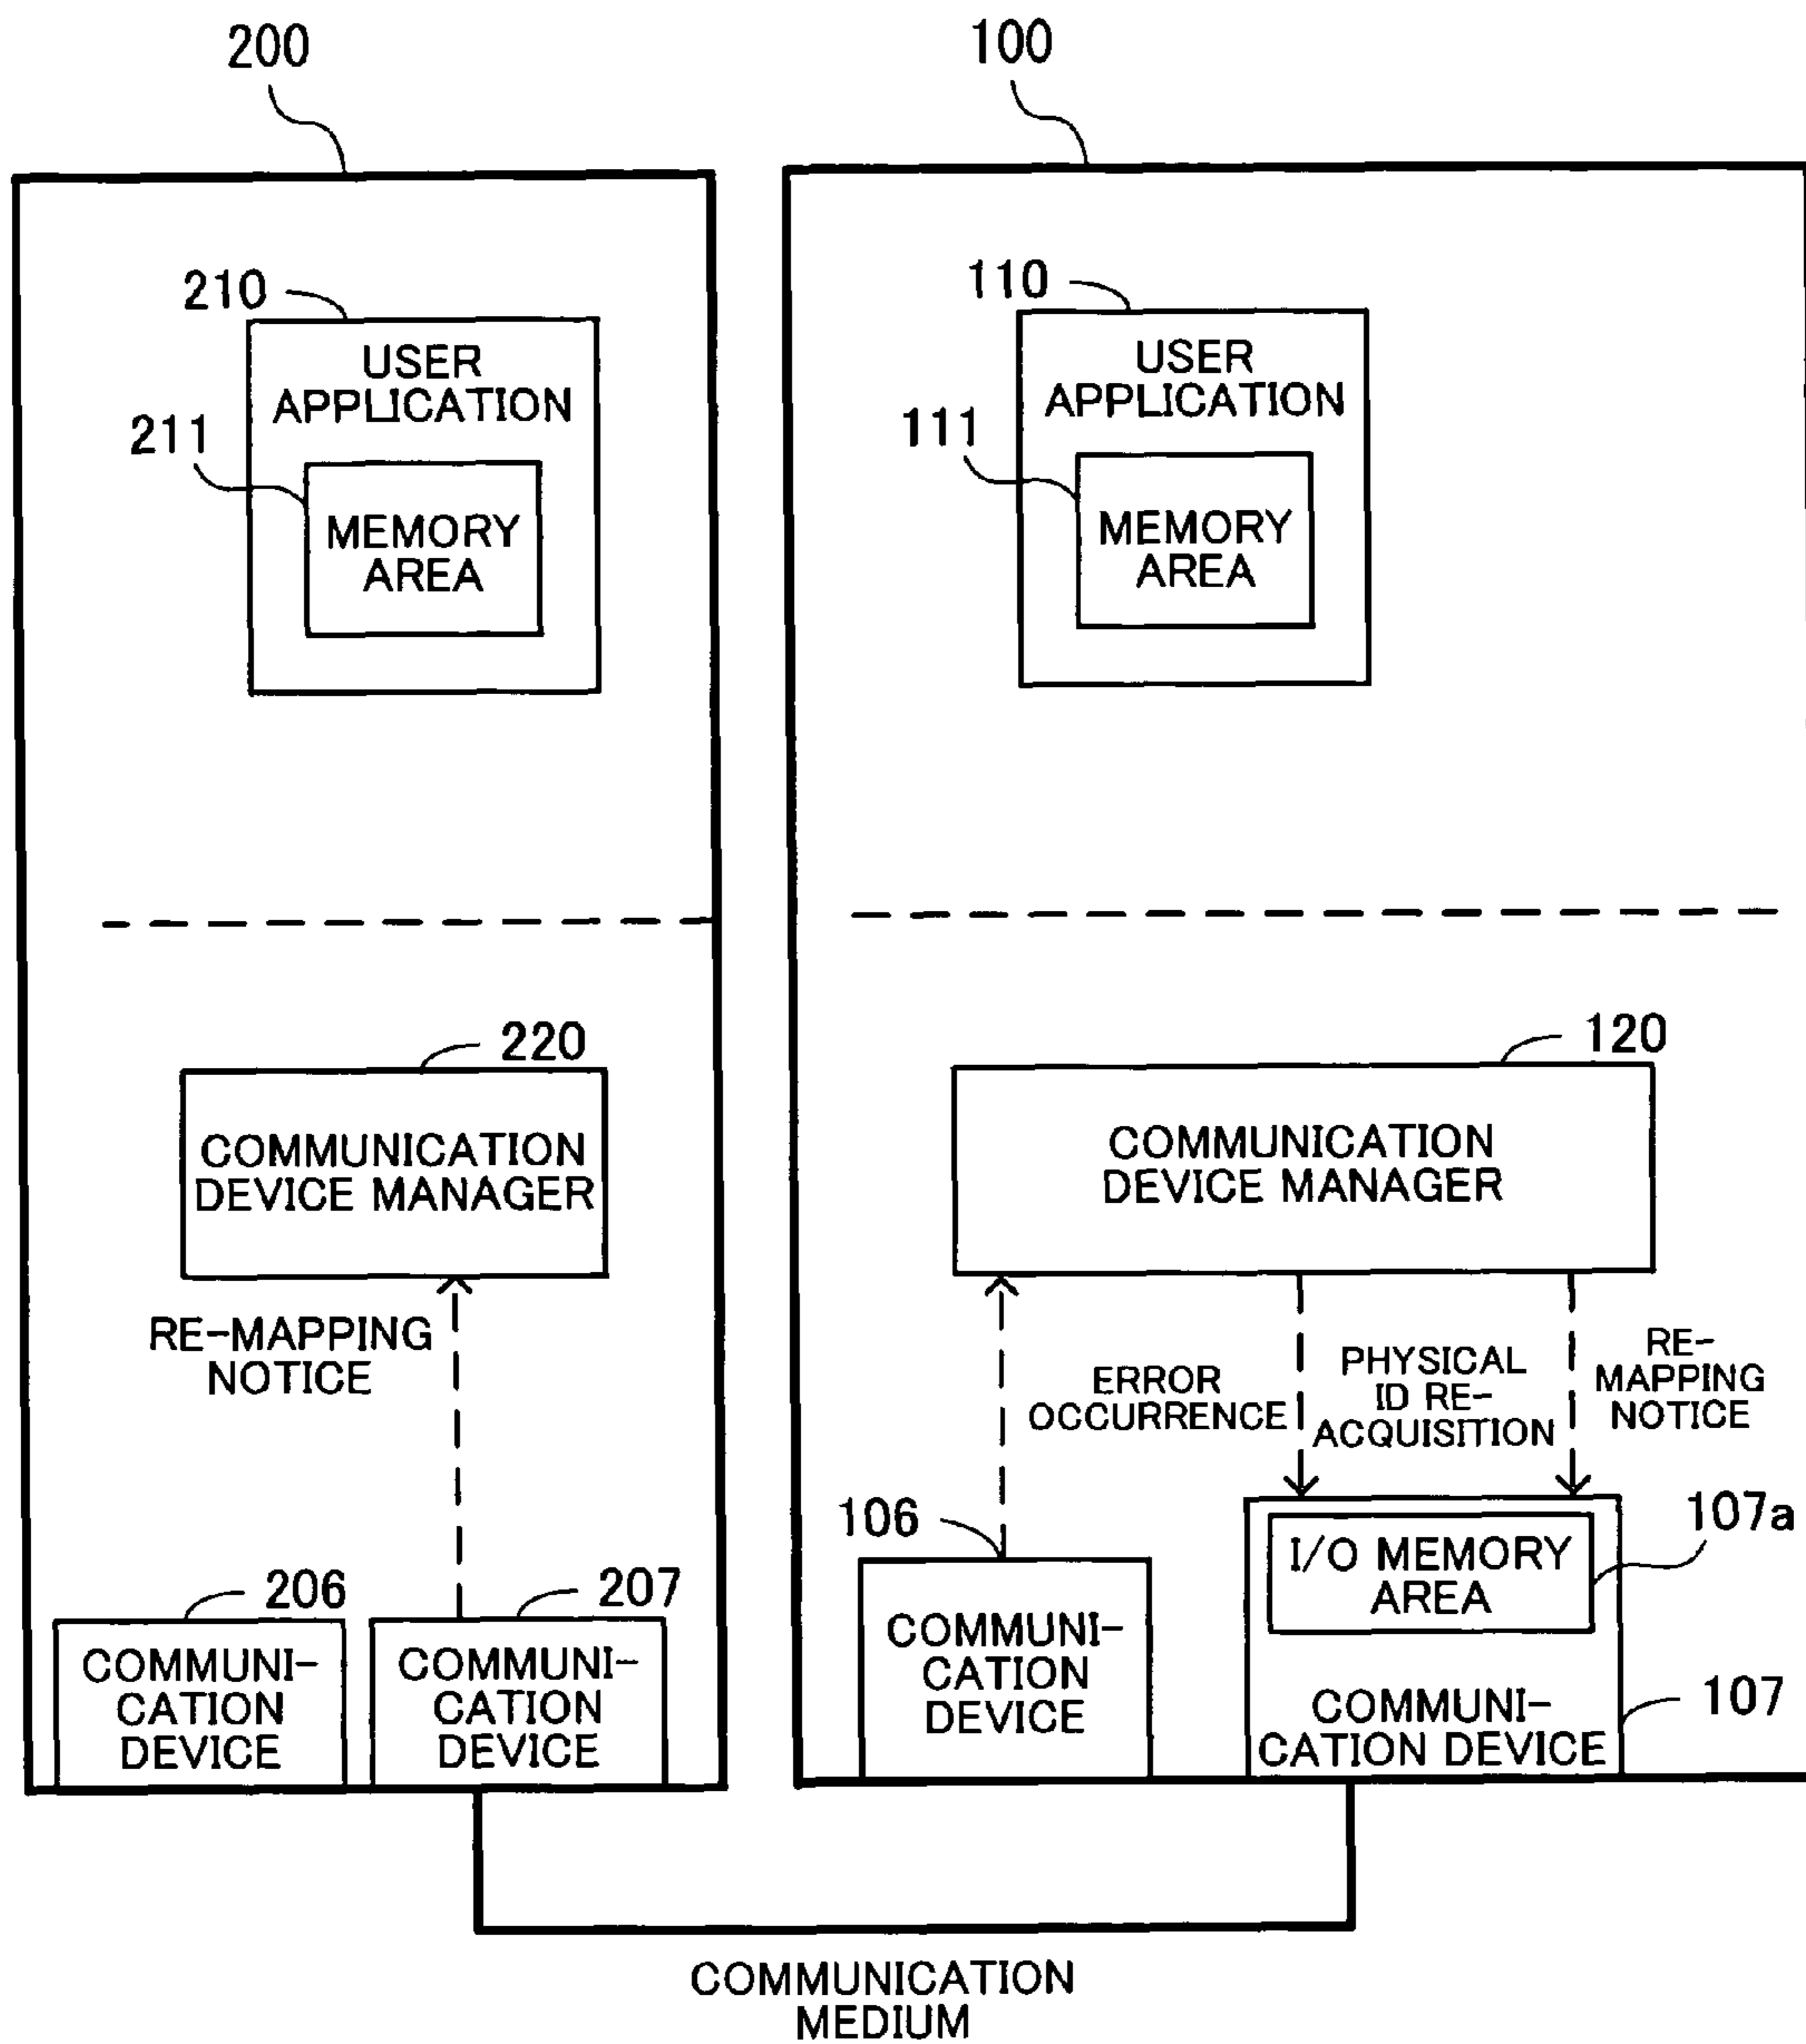 200
100
210
USER
APPLICATION
211
MEMORY
AREA
110
USER
APPLICATION
111
MEMORY
AREA
220
COMMUNICATION
DEVICE MANAGER
120
COMMUNICATION
DEVICE MANAGER
RE-MAPPING
NOTICE
ERROR
OCCURRENCE
PHYSICAL
ID RE-
ACQUISITION
RE-
MAPPING
NOTICE
206
COMMUNI-
CATION
DEVICE
207
COMMUNI-
CATION
DEVICE
106
COMMUNI-
CATION
DEVICE
107a
I/O MEMORY
AREA
107
COMMUNI-
CATION DEVICE
COMMUNICATION
MEDIUM